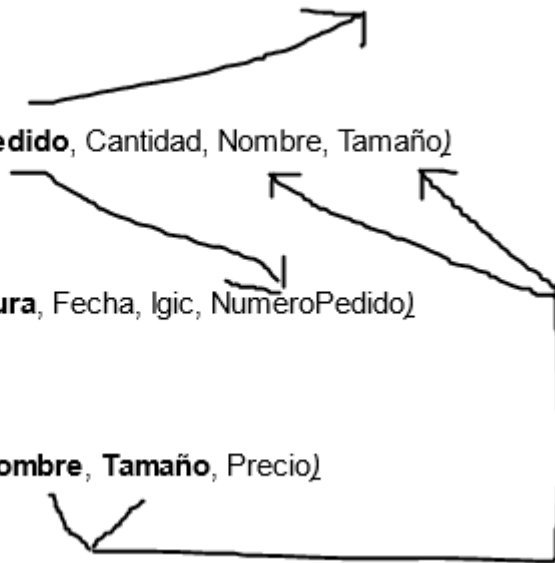 edido, Cantidad, Nombre, Tamaño)
ura, Fecha, Igic, NumeroPedido)
ombre, Tamaño, Precio)